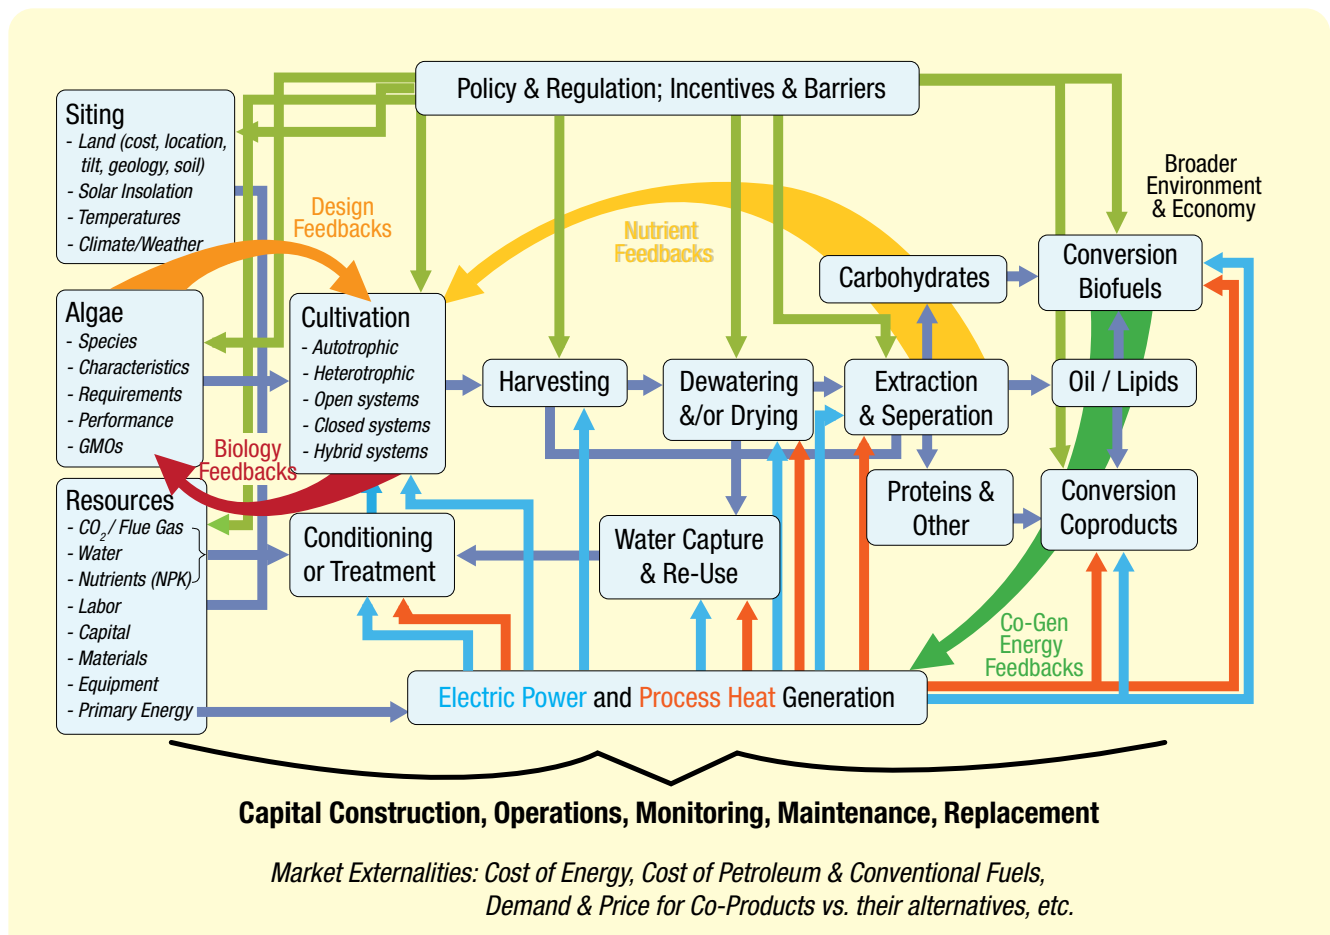 Policy & Regulation; Incentives & Barriers
Siting
- Land (cost, location,
tilt, geology, soil)
- Solar Insolation
- Temperatures
- Climate/Weather
Broader
Environment
& Economy
Design
Feedbacks
Nutrient
Feedbacks
Algae
- Species
- Characteristics
- Requirements
- Performance
- GMOs
Cultivation
- Autotrophic
- Heterotrophic
- Open systems
- Closed systems
- Hybrid systems
Harvesting
Dewatering
&/or Drying
Extraction
& Seperation
Carbohydrates
Conversion
Biofuels
Oil / Lipids
Biology
Feedbacks
Resources
- CO2/ Flue Gas
- Water
- Nutrients (NPK)
- Labor
- Capital
- Materials
- Equipment
- Primary Energy
Conditioning
or Treatment
Water Capture
& Re-Use
Proteins &
Other
Conversion
Coproducts
Co-Gen
Energy
Feedbacks
Electric Power and Process Heat Generation
Capital Construction, Operations, Monitoring, Maintenance, Replacement
Market Externalities: Cost of Energy, Cost of Petroleum & Conventional Fuels,
Demand & Price for Co-Products vs. their alternatives, etc.